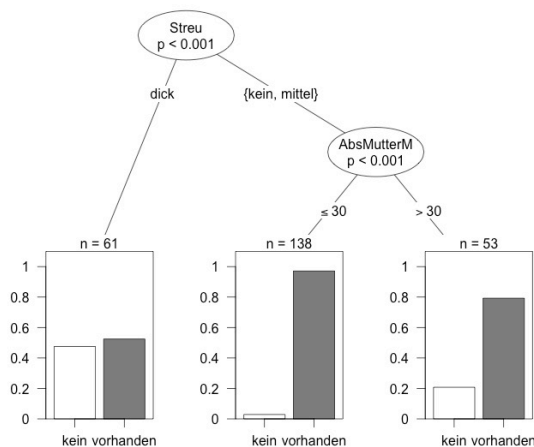 Streu
p < 0.001
dick
{kein, mittel}
AbsMutterM
p < 0.001
≤ 30
> 30
n = 61
n = 138
n = 53
1
0.8
0.6
0.4
0.2
0
1
0.8
0.6
0.4
0.2
0
1
0.8
0.6
0.4
0.2
0
kein vorhanden
kein vorhanden
kein vorhanden